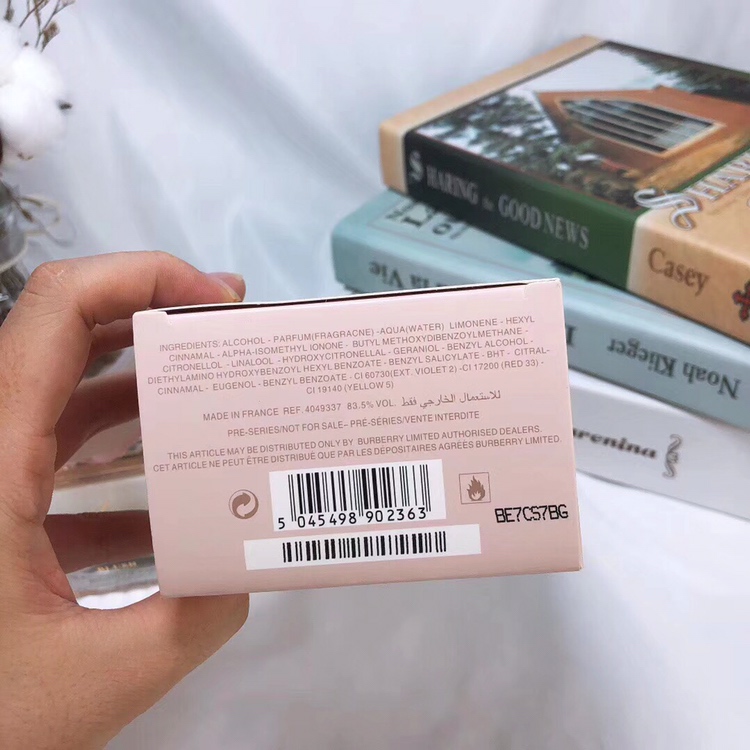 SHARING the GOOD NEWS
Casey
la Vie
Noah Klieger
arenina
INGREDIENTS: ALCOHOL - PARFUM(FRAGRACNE) -AQUA(WATER) LIMONENE - HEXYL
CINNAMAL - ALPHA-ISOMETHYL IONONE - BUTYL METHOXYDIBENZOYLMETHANE -
CITRONELLOL - LINALOOL - HYDROXYCITRONELLAL - GERANIOL - BENZYL ALCOHOL -
DIETHYLAMINO HYDROXYBENZOYL HEXYL BENZOATE - BENZYL SALICYLATE - BHT - CITRAL-
CINNAMAL - EUGENOL - BENZYL BENZOATE - CI 60730(EXT. VIOLET 2) -CI 17200 (RED 33) -
CI 19140 (YELLOW 5)
MADE IN FRANCE REF. 4049337 83.5% VOL. للاستعمال الخارجي فقط
PRE-SERIES/NOT FOR SALE– PRÉ-SÉRIES/VENTE INTERDITE
THIS ARTICLE MAY BE DISTRIBUTED ONLY BY BURBERRY LIMITED AUTHORISED DEALERS.
CET ARTICLE NE PEUT ÊTRE DISTRIBUÉ QUE PAR LES DÉPOSITAIRES AGRÉÉS BURBERRY LIMITED.
5 045498 902363
BE7CS7BG